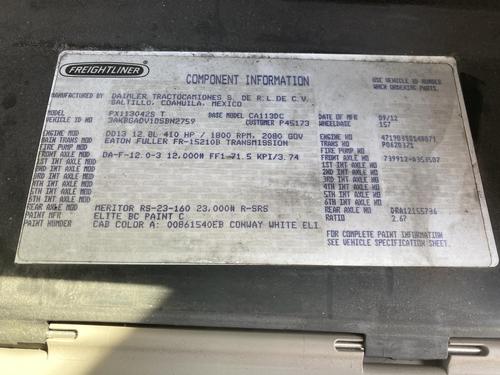 FREIGHTLINER
COMPONENT INFORMATION
USE VEHICLE ID NUMBER
WHEN CONTACTING
MANUFACTURED BY DAIMLER TRACTOCAMIONES S. DE R.L.DE C.V.
SALTILLO, COAHUILA, MEXICO
MODEL PX113042S T BASE MODEL CA113DC DATE OF MFR 09/12
VEHICLE ID NO CUSTOMER P45173 DATE WEEKDAY 157
ENGINE MOD DD13 12.8L 410 HP / 1800 RPM, 2080 GOV ENGINE NO
MAIN TRANS MOD EATON FULLER FR-15210B TRANSMISSION TRANS NO
FIRE PUMP MOD FIRE PUMP NO
FRONT AXLE MOD DA-F-12.0-3 12,000# FF1 71.5 KPI/3.74 FRONT AXLE NO
1ST INT AXLE MOD 1ST INT AXLE NO
2ND INT AXLE MOD 2ND INT AXLE NO
3RD INT AXLE MOD 3RD INT AXLE NO
4TH INT AXLE MOD 4TH INT AXLE NO
5TH INT AXLE MOD 5TH INT AXLE NO
6TH INT AXLE MOD 6TH INT AXLE NO
REAR AXLE MOD MERITOR RS-23-160 23,000# R-SRS REAR AXLE NO
PAINT MFR ELITE BC PAINT C RATIO 2.67
PAINT NUMBER CAB COLOR A: 00861540EB CONWAY WHITE ELI
FOR COMPLETE PAINT INFORMATION
SEE VEHICLE SPECIFICATION SHEET.